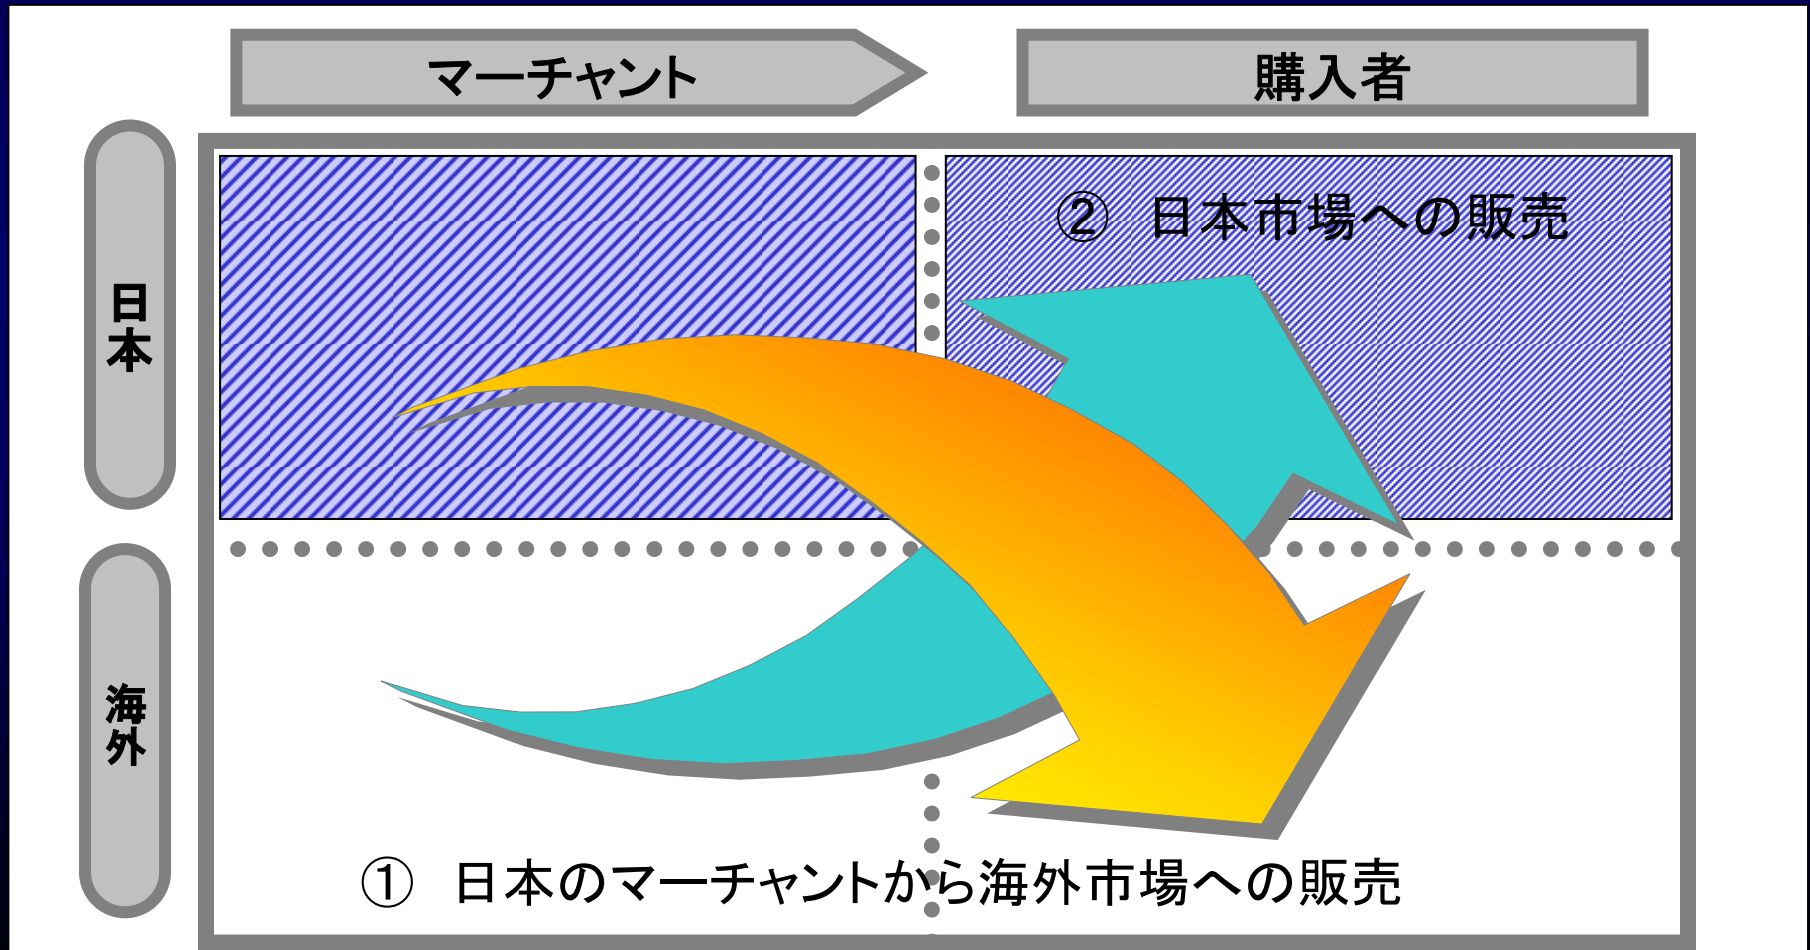 マーチャント
購入者
日本
② 日本市場への販売
海外
① 日本のマーチャントから海外市場への販売